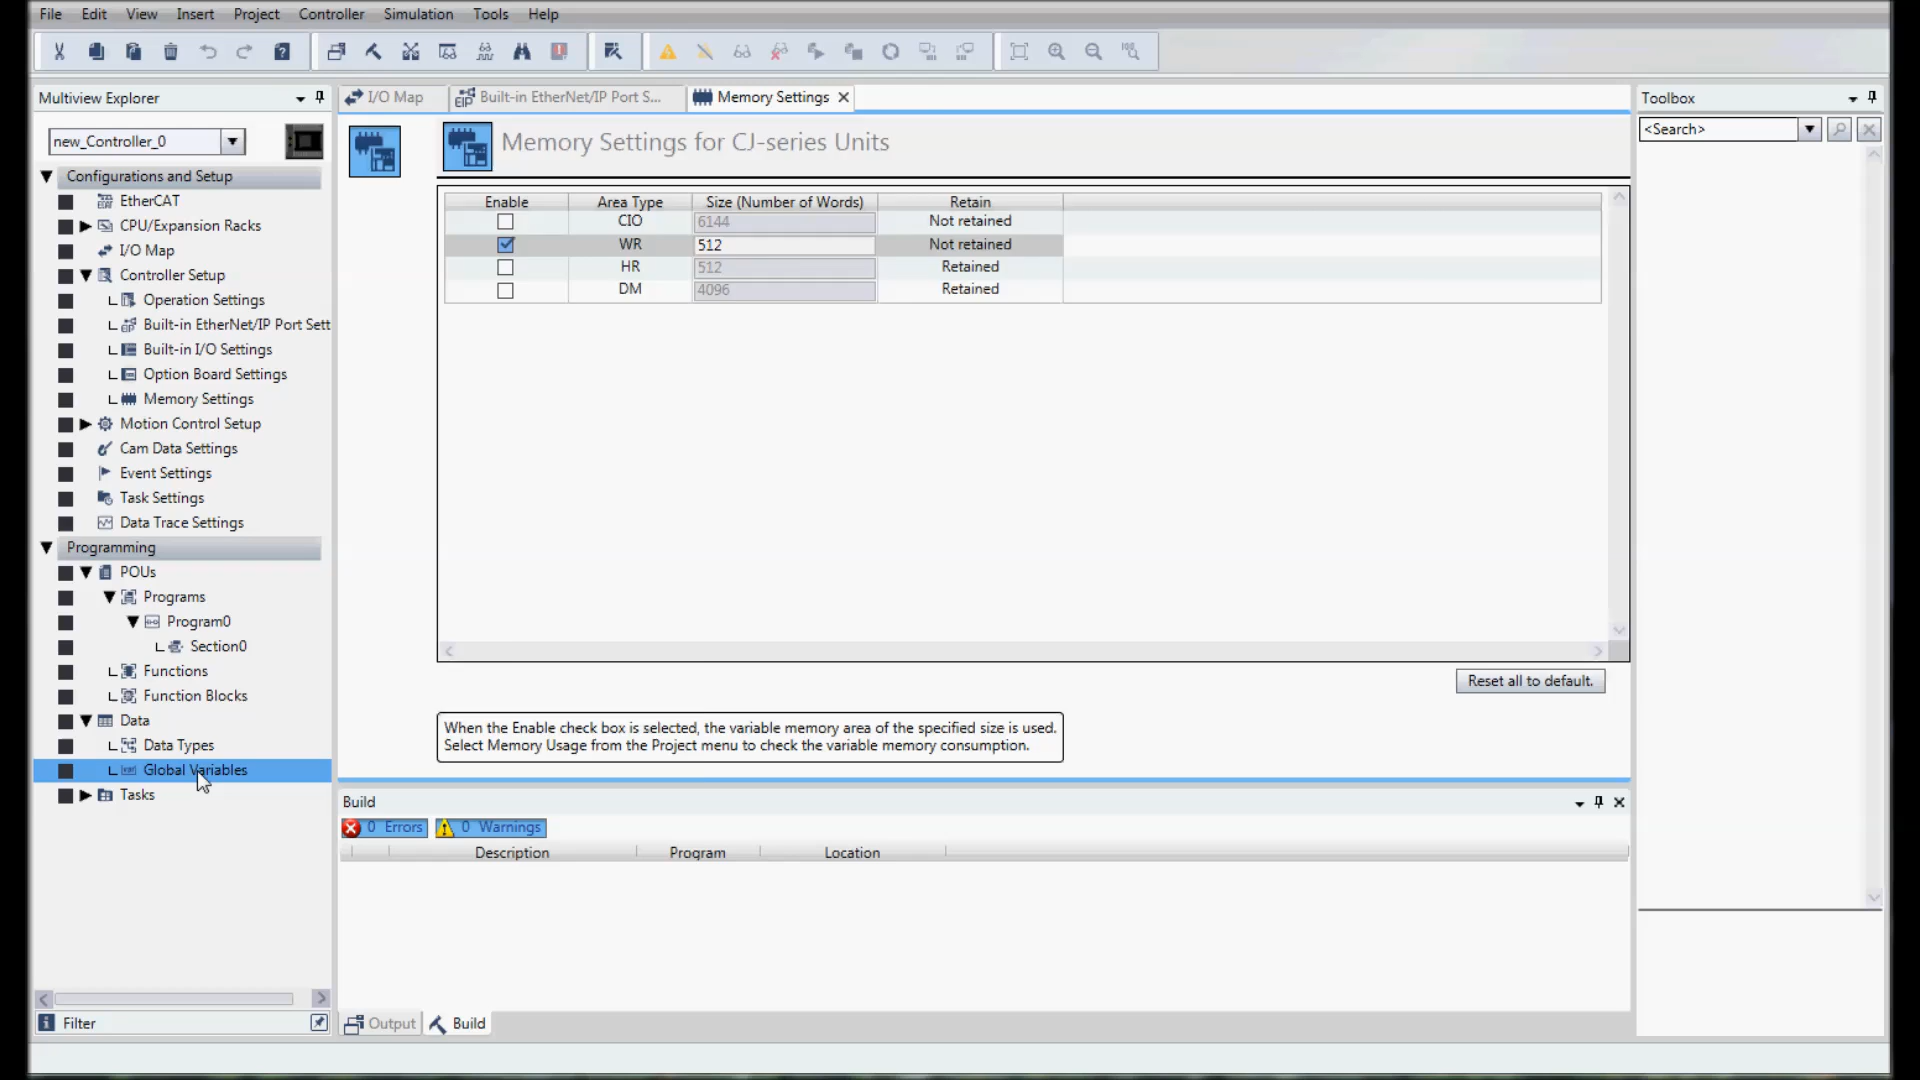 File Edit View Insert Project Controller Simulation Tools Help
Multiview Explorer
new_Controller_0
Configurations and Setup
EtherCAT
CPU/Expansion Racks
I/O Map
Controller Setup
Operation Settings
Built-in EtherNet/IP Port Sett
Built-in I/O Settings
Option Board Settings
Memory Settings
Motion Control Setup
Cam Data Settings
Event Settings
Task Settings
Data Trace Settings
Programming
POUs
Programs
Program0
Section0
Functions
Function Blocks
Data
Data Types
Global Variables
Tasks
Filter
I/O Map Built-in EtherNet/IP Port S... Memory Settings
Memory Settings for CJ-series Units
Enable Area Type Size (Number of Words) Retain
CIO 6144 Not retained
WR 512 Not retained
HR 512 Retained
DM 4096 Retained
Reset all to default.
When the Enable check box is selected, the variable memory area of the specified size is used.
Select Memory Usage from the Project menu to check the variable memory consumption.
Build
0 Errors 0 Warnings
Description Program Location
Output Build
Toolbox
<Search>